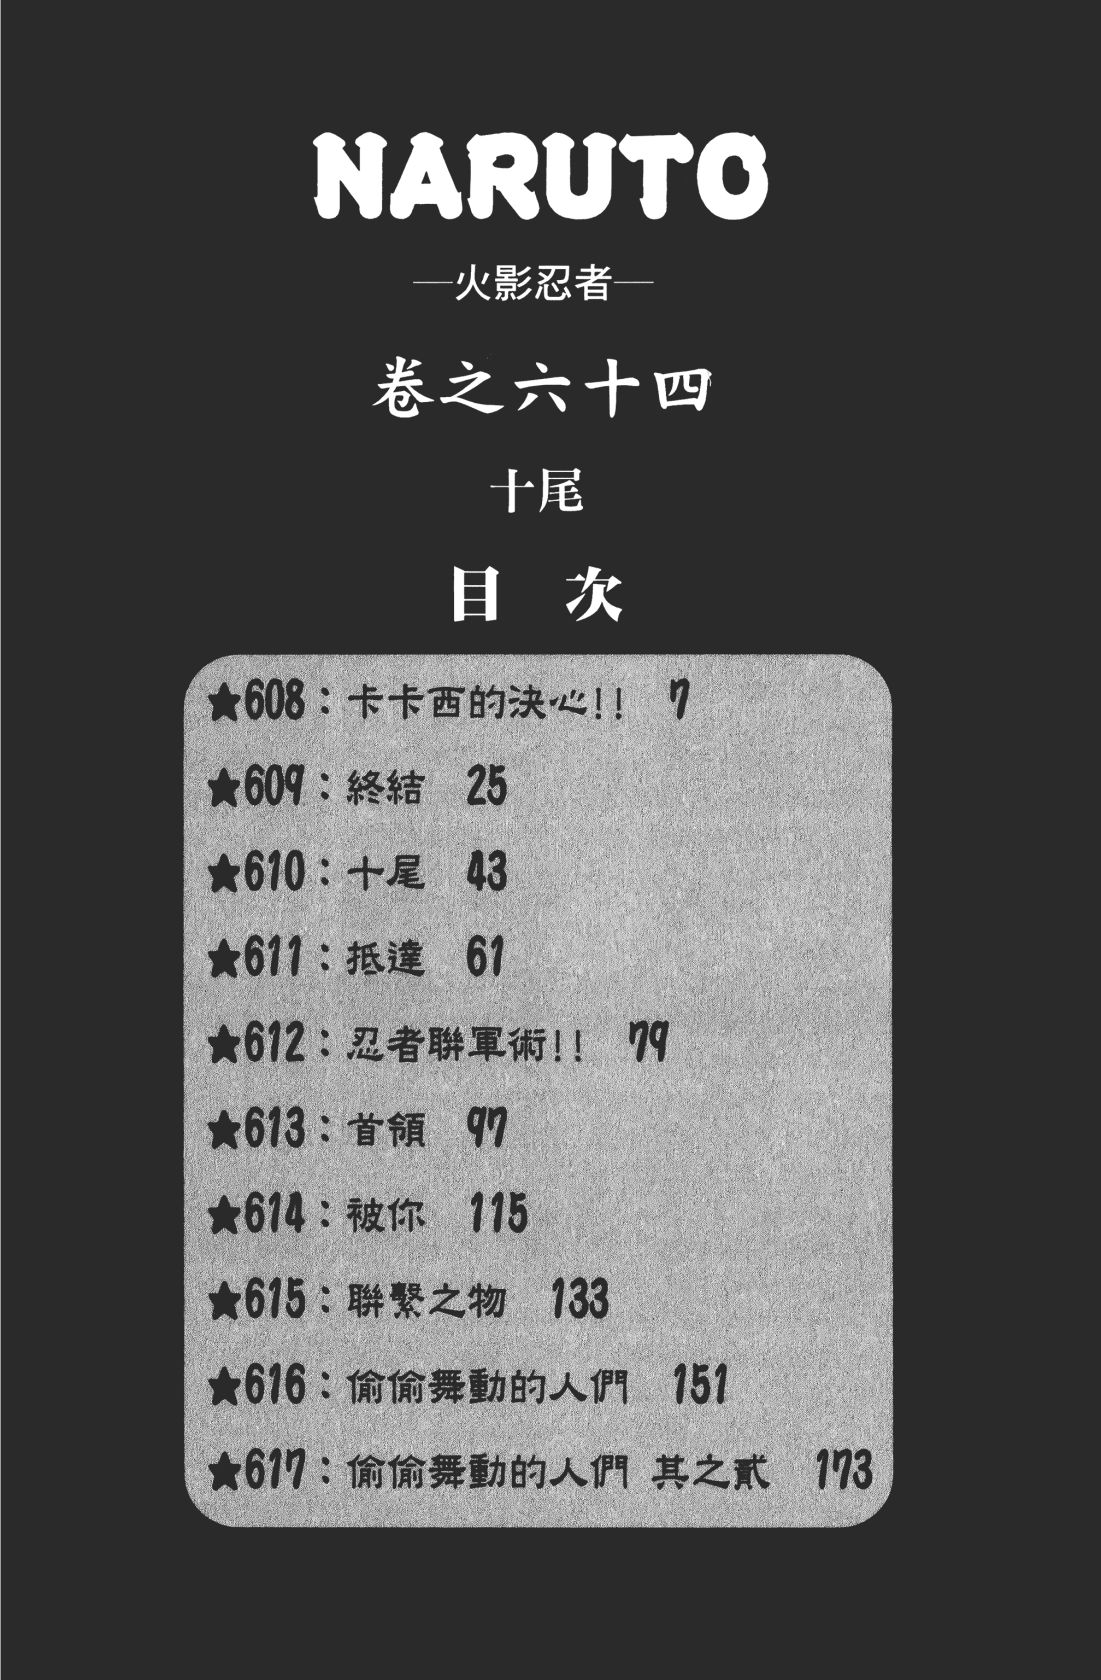 NARUTO
—火影忍者—
卷之六十四
十尾
目 次
★608：卡卡西的決心!! 7
★609：終結 25
★610：十尾 43
★611：抵達 61
★612：忍者聯軍術!! 79
★613：首領 97
★614：被你 115
★615：聯繫之物 133
★616：偷偷舞動的人們 151
★617：偷偷舞動的人們 其之貳 173